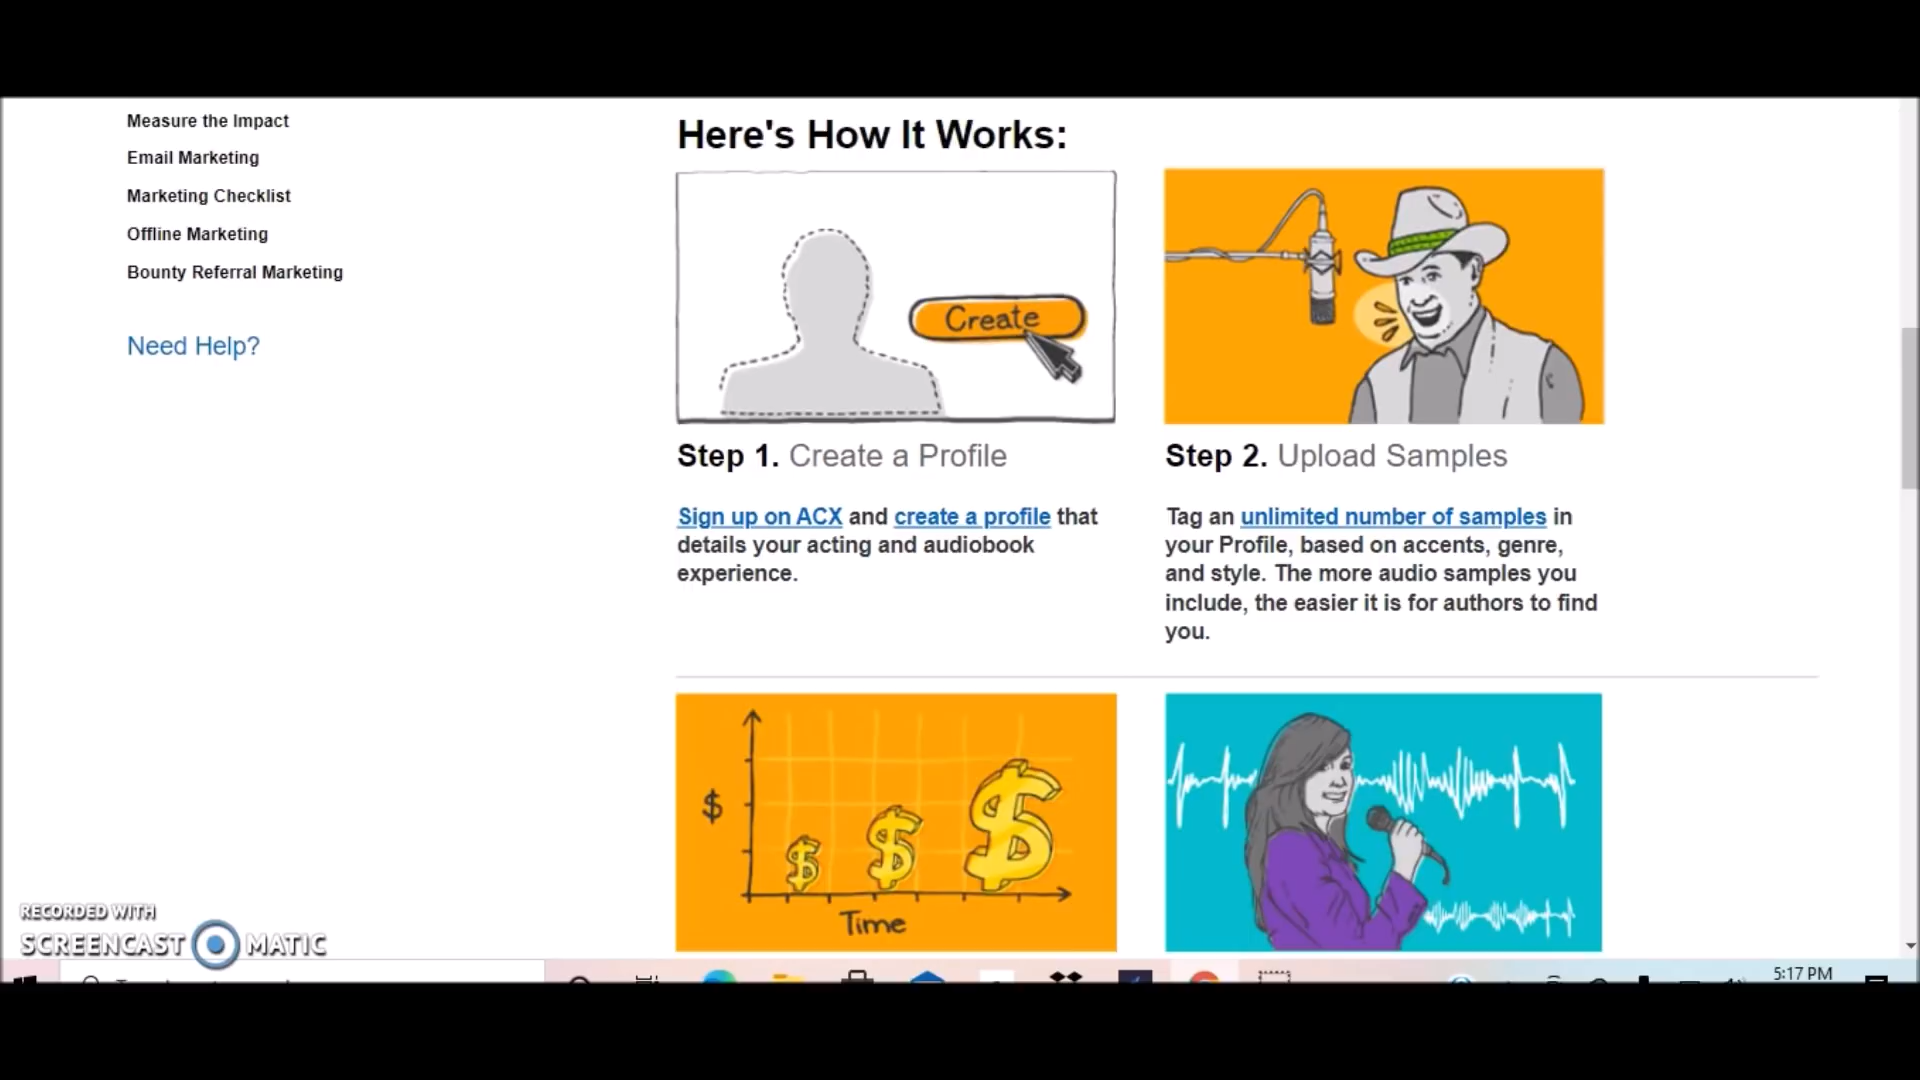 Measure the Impact
Email Marketing
Marketing Checklist
Offline Marketing
Bounty Referral Marketing
Need Help?
Here's How It Works:
Create
Step 1. Create a Profile
Sign up on ACX and create a profile that
details your acting and audiobook
experience.
Step 2. Upload Samples
Tag an unlimited number of samples in
your Profile, based on accents, genre,
and style. The more audio samples you
include, the easier it is for authors to find
you.
$
$ $ $
Time
RECORDED WITH
SCREENCAST MATIC
5:17 PM